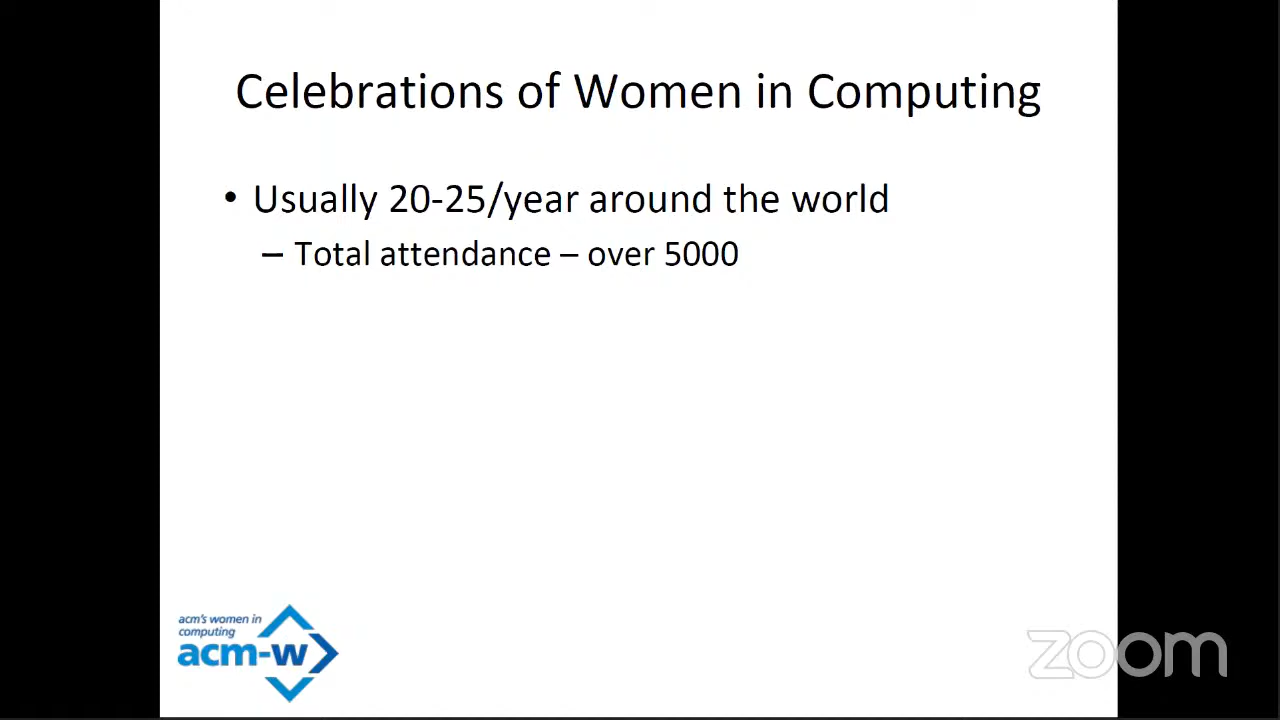 Celebrations of Women in Computing
• Usually 20-25/year around the world
– Total attendance – over 5000
acm's women in
computing
acm-w
zoom